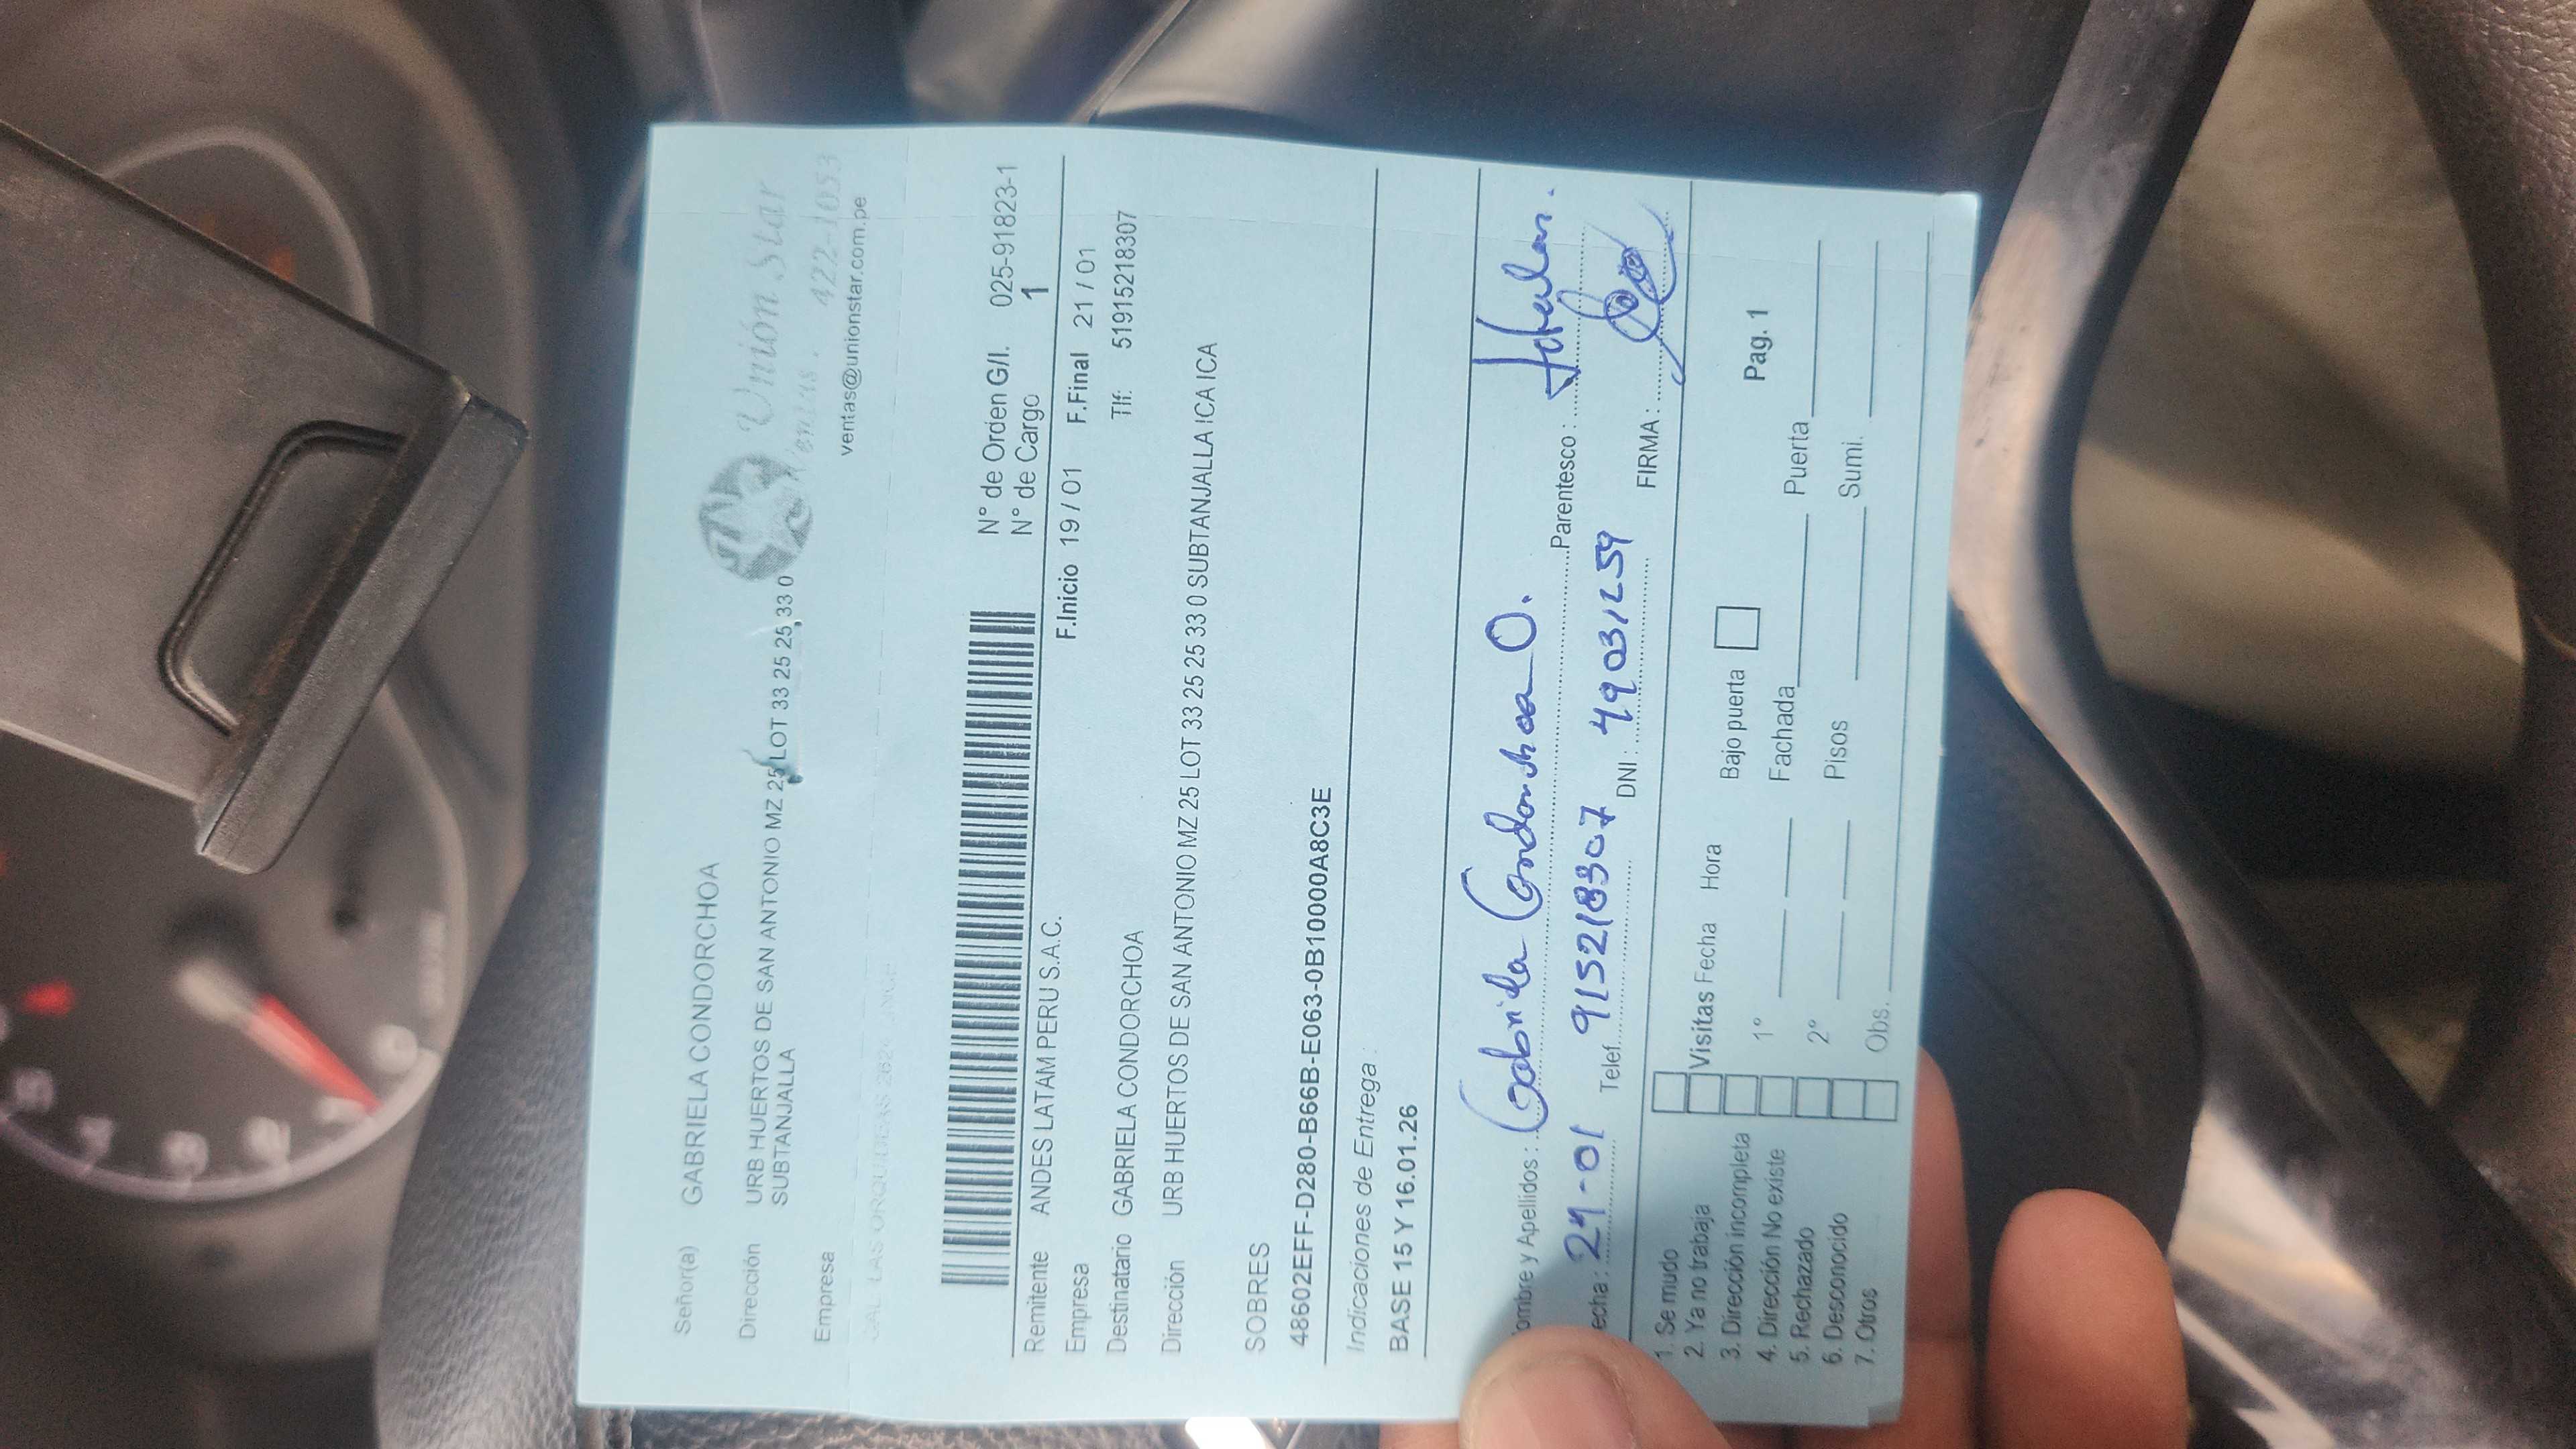 Señor(a) GABRIELA CONDORCHOA
Dirección URB HUERTOS DE SAN ANTONIO MZ 25 LOT 33 25 25 33 0
SUBTANJALLA
Empresa
Unión Star
422-1053
ventas@unionstar.com.pe
N° de Orden G/I. 025-91823-1
N° de Cargo 1
Remitente ANDES LATAM PERU S.A.C. F.Inicio 19 / 01 F.Final 21 / 01
Empresa
Destinatario GABRIELA CONDORCHOA Tlf: 51915218307
Dirección URB HUERTOS DE SAN ANTONIO MZ 25 LOT 33 25 25 33 0 SUBTANJALLA ICA ICA
SOBRES
48602EFF-D280-B66B-E063-0B10000A8C3E
Indicaciones de Entrega :
BASE 15 Y 16.01.26
ombre y Apellidos : Gabriela Condorchoa O. Parentesco :
echa : 21-01 Telef. 915218307 DNI : FIRMA :
1. Se mudo
2. Ya no trabaja Visitas Fecha Hora Bajo puerta Pag. 1
3. Dirección incompleta
4. Dirección No existe 1° Fachada Puerta
5. Rechazado
6. Desconocido 2° Pisos Sumi.
7. Otros Obs.